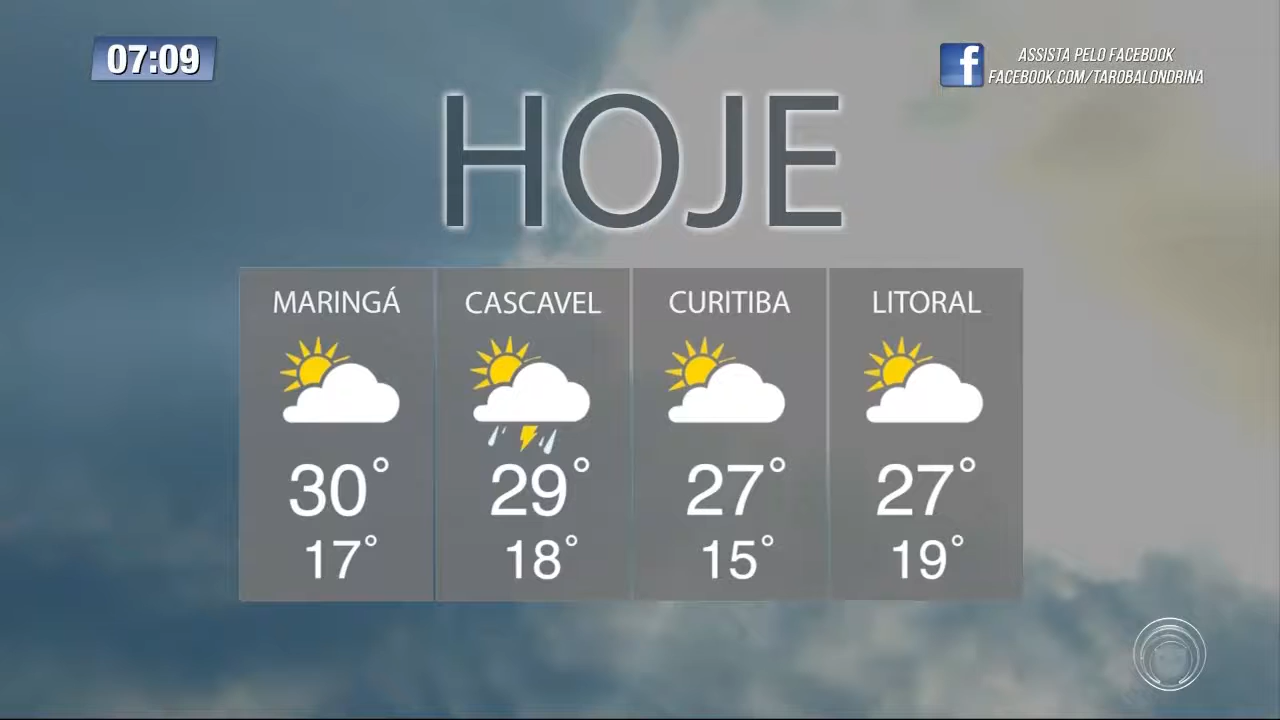 07:09
ASSISTA PELO FACEBOOK
FACEBOOK.COM/TAROBALONDRINA
HOJE
MARINGÁ
CASCAVEL
CURITIBA
LITORAL
30°
29°
27°
27°
17°
18°
15°
19°